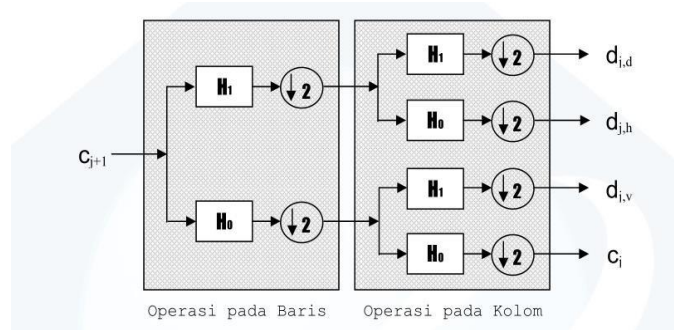 H₁ ↓2 d_{j,d}
H₁ ↓2
H₀ ↓2 d_{j,h}
c_{j+1}
H₁ ↓2 d_{j,v}
H₀ ↓2
H₀ ↓2 c_j
Operasi pada Baris Operasi pada Kolom